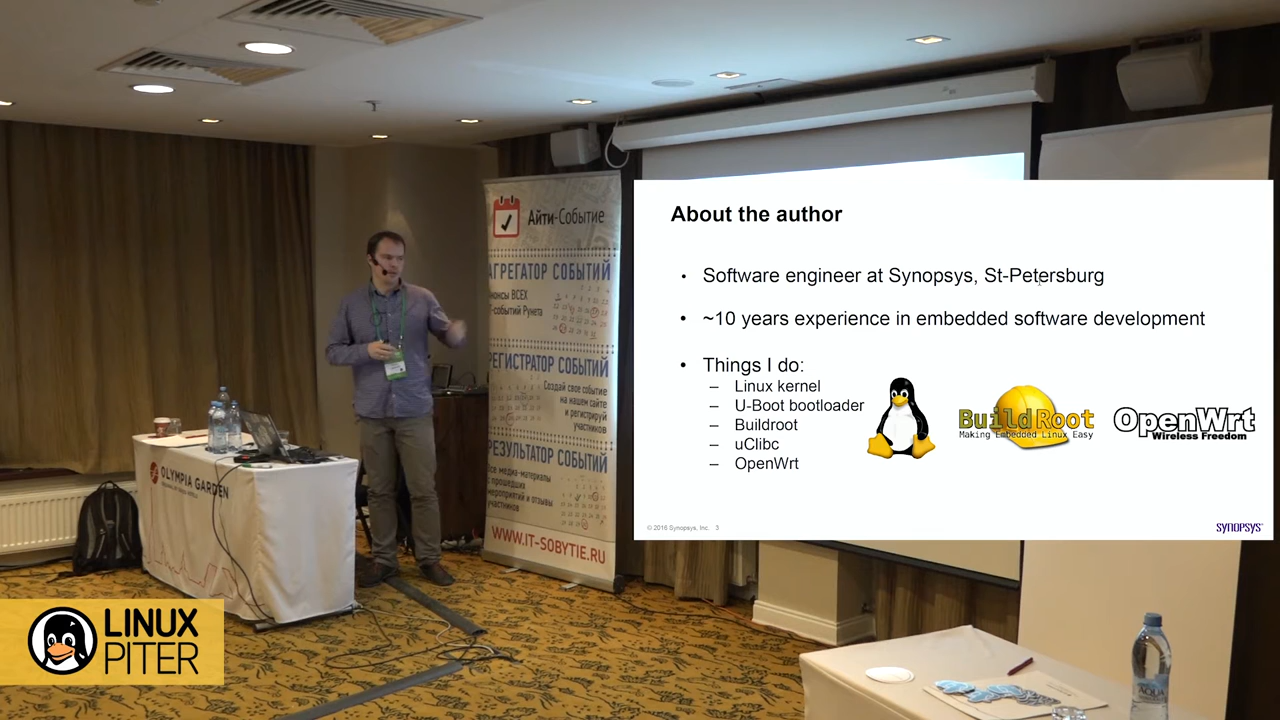 Айти-Событие
АГРЕГАТОР СОБЫТИЙ
Анонсы ВСЕХ
IT-событий Рунета
РЕГИСТРАТОР СОБЫТИЙ
Создай свое событие
на нашем сайте
и регистрируй
участников
РЕЗУЛЬТАТОР СОБЫТИЙ
Все медиа-материалы
с прошедших
мероприятий и отзывы
участников
WWW.IT-SOBYTIE.RU
About the author
• Software engineer at Synopsys, St-Petersburg
• ~10 years experience in embedded software development
• Things I do:
– Linux kernel
– U-Boot bootloader
– Buildroot
– uClibc
– OpenWrt
BuildRoot
Making Embedded Linux Easy
OpenWrt
Wireless Freedom
© 2016 Synopsys, Inc. 3
SYNOPSYS
OLYMPIA GARDEN
LINUX
PITER
AQUA